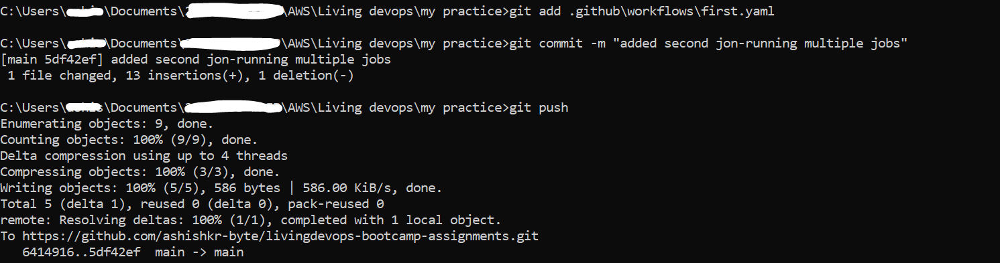 C:\Users\ \Documents\ \AWS\Living devops\my practice>git add .github\workflows\first.yaml
C:\Users\ \Documents\ \AWS\Living devops\my practice>git commit -m "added second jon-running multiple jobs"
[main 5df42ef] added second jon-running multiple jobs
1 file changed, 13 insertions(+), 1 deletion(-)
C:\Users\ \Documents\ \AWS\Living devops\my practice>git push
Enumerating objects: 9, done.
Counting objects: 100% (9/9), done.
Delta compression using up to 4 threads
Compressing objects: 100% (3/3), done.
Writing objects: 100% (5/5), 586 bytes | 586.00 KiB/s, done.
Total 5 (delta 1), reused 0 (delta 0), pack-reused 0
remote: Resolving deltas: 100% (1/1), completed with 1 local object.
To https://github.com/ashishkr-byte/livingdevops-bootcamp-assignments.git
6414916..5df42ef  main -> main